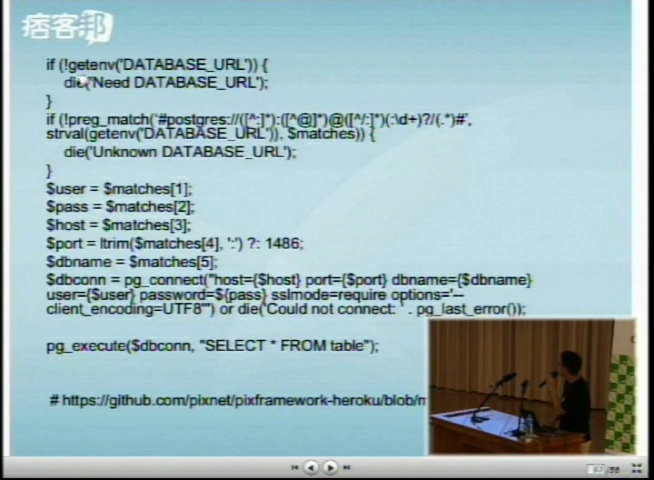 痞客邦
if (!getenv('DATABASE_URL')) {
die("Need DATABASE_URL');
}
if (!preg_match('#postgres://([^:]*):([^@]*)@([^/:]*)(:\d+)?/(.*)#',
strval(getenv('DATABASE_URL')), $matches)) {
die('Unknown DATABASE_URL');
}
$user = $matches[1];
$pass = $matches[2];
$host = $matches[3];
$port = ltrim($matches[4], ':') ?: 1486;
$dbname = $matches[5];
$dbconn = pg_connect("host={$host} port={$port} dbname={$dbname}
user={$user} password=${pass} sslmode=require options='--
client_encoding=UTF8'") or die('Could not connect: ' . pg_last_error());
pg_execute($dbconn, "SELECT * FROM table");
# https://github.com/pixnet/pixframework-heroku/blob/m